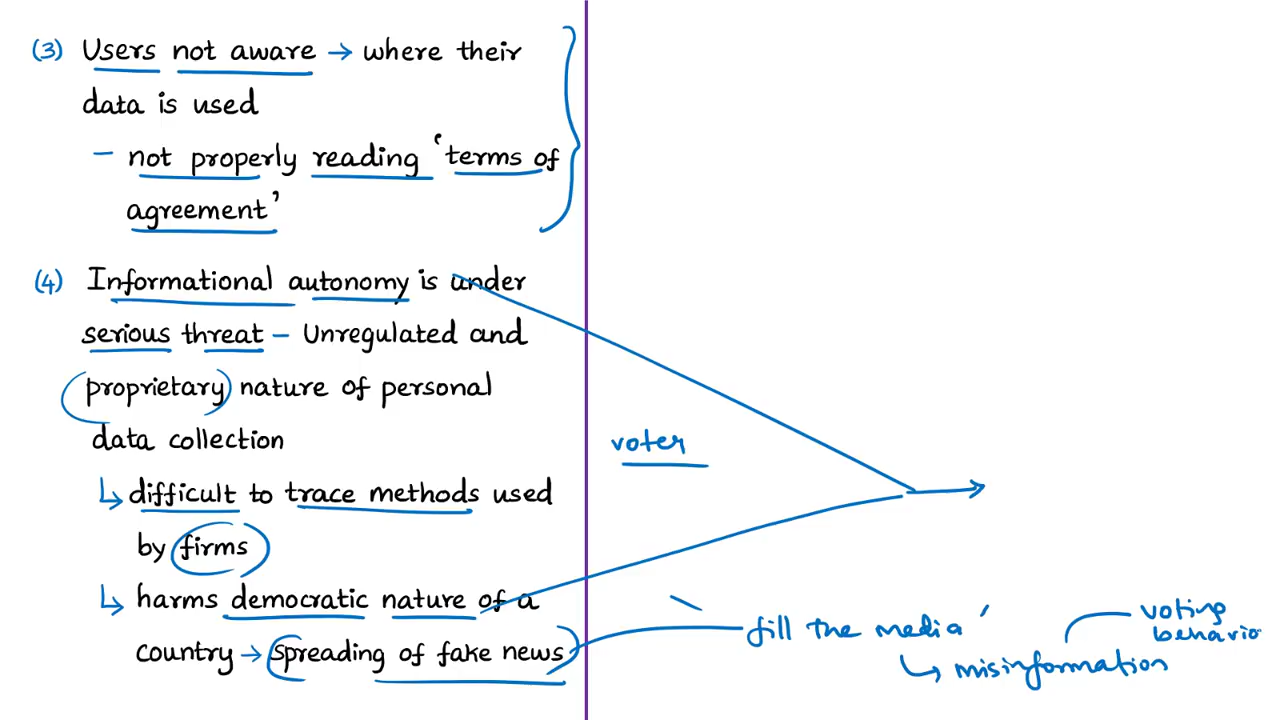 (3) Users not aware → where their
data is used
– not properly reading 'terms of
agreement'
(4) Informational autonomy is under
serious threat – Unregulated and
proprietary nature of personal
data collection
↳ difficult to trace methods used
by firms
↳ harms democratic nature of a
country → spreading of fake news
voter
fill the media
↳ misinformation
voting
behavio